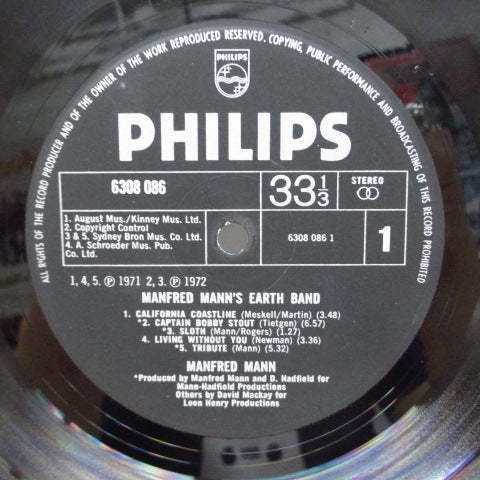 ALL RIGHTS OF THE RECORD PRODUCER AND OF THE OWNER OF THE WORK REPRODUCED RESERVED. COPYING, PUBLIC PERFORMANCE AND BROADCASTING OF THIS RECORD PROHIBITED
PHILIPS
PHILIPS
6308 086
33 1/3
STEREO
1. August Mus./Kinney Mus. Ltd.
2. Copyright Control
3 & 5. Sydney Bron Mus. Co. Ltd.
4. A. Schroeder Mus. Pub.
Co. Ltd.
6308 086 1
1
1, 4, 5. ℗ 1971 2, 3. ℗ 1972
MANFRED MANN'S EARTH BAND
1. CALIFORNIA COASTLINE (Meskell/Martin) (3.48)
*2. CAPTAIN BOBBY STOUT (Tietgen) (6.57)
*3. SLOTH (Mann/Rogers) (1.27)
4. LIVING WITHOUT YOU (Newman) (3.36)
*5. TRIBUTE (Mann) (5.32)
MANFRED MANN
*Produced by Manfred Mann and D. Hadfield for
Mann-Hadfield Productions
Others by David Mackay for
Leon Henry Productions